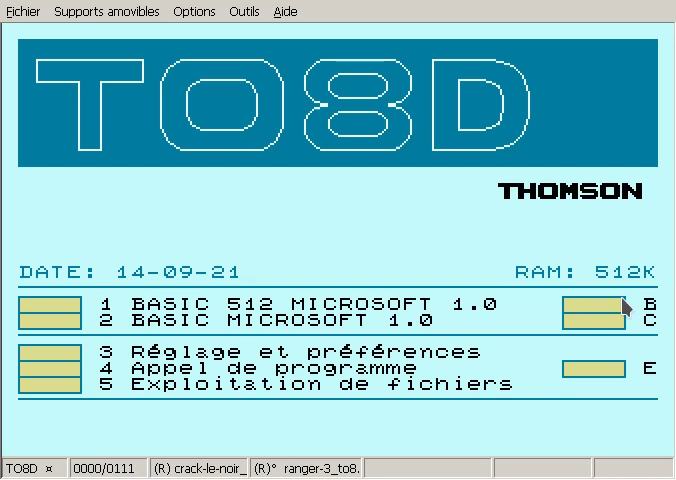 Fichier Supports amovibles Options Outils Aide
TO8D
THOMSON
DATE: 14-09-21 RAM: 512K
1 BASIC 512 MICROSOFT 1.0 B
2 BASIC MICROSOFT 1.0 C
3 Réglage et préférences
4 Appel de programme E
5 Exploitation de fichiers
TO8D ¤ 0000/0111 (R) crack-le-noir_ (R)° ranger-3_to8.